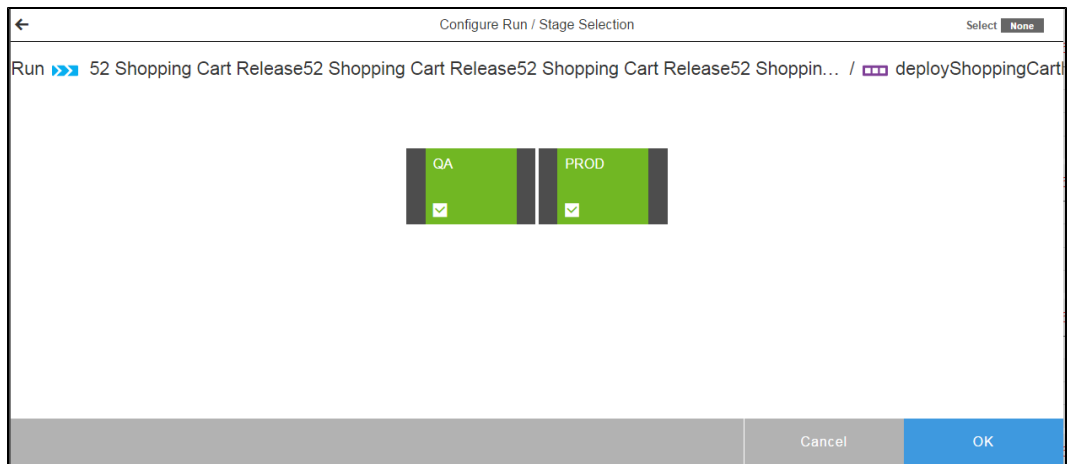 Configure Run / Stage Selection
Select None
Run 52 Shopping Cart Release52 Shopping Cart Release52 Shopping Cart Release52 Shoppin... / deployShoppingCart
QA PROD
Cancel OK